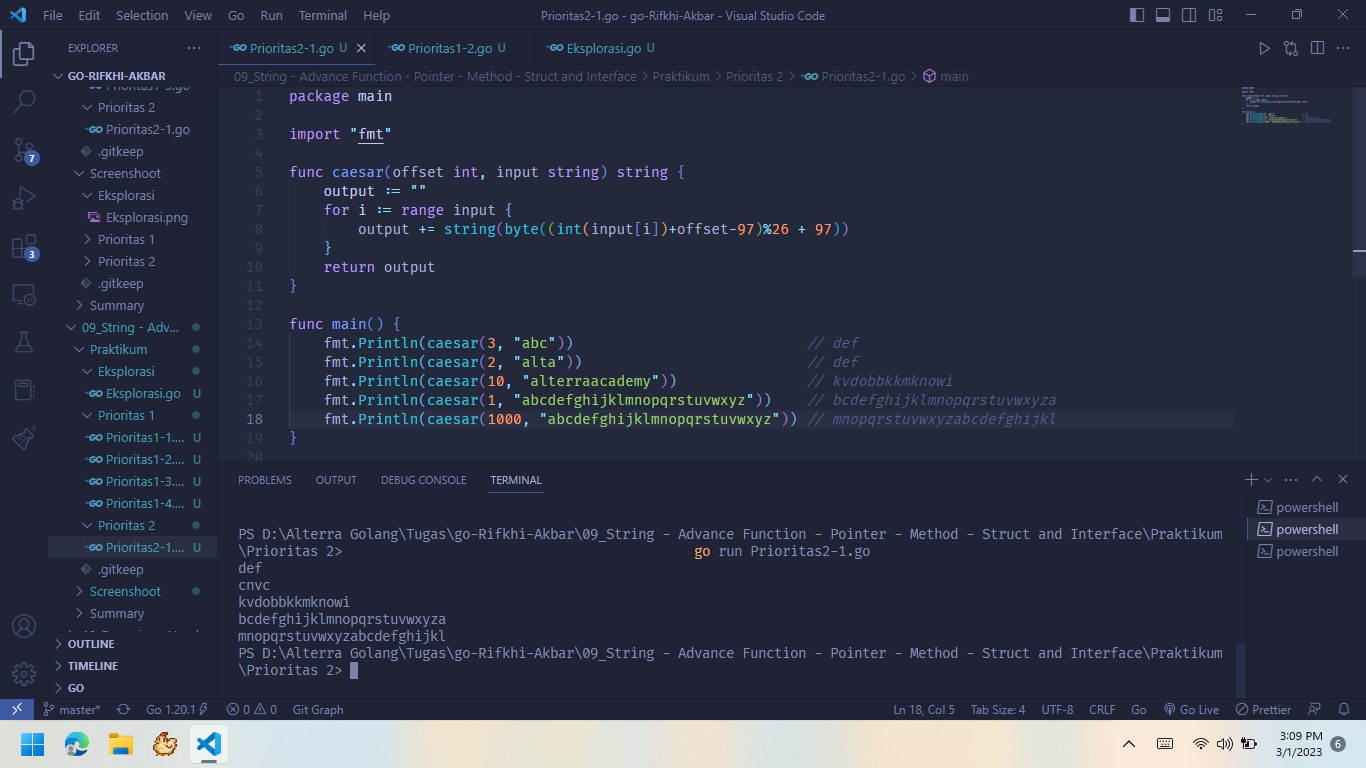 File Edit Selection View Go Run Terminal Help Prioritas2-1.go - go-Rifkhi-Akbar - Visual Studio Code
EXPLORER
GO-RIFKHI-AKBAR
Prioritas 2
Prioritas2-1.go
.gitkeep
Screenshoot
Eksplorasi
Eksplorasi.png
Prioritas 1
Prioritas 2
.gitkeep
Summary
09_String - Adv...
Praktikum
Eksplorasi
Eksplorasi.go U
Prioritas 1
Prioritas1-1.... U
Prioritas1-2.... U
Prioritas1-3.... U
Prioritas1-4.... U
Prioritas 2
Prioritas2-1.... U
.gitkeep
Screenshoot
Summary
OUTLINE
TIMELINE
GO
7
3
GO Prioritas2-1.go U GO Prioritas1-2.go U GO Eksplorasi.go U
09_String - Advance Function - Pointer - Method - Struct and Interface > Praktikum > Prioritas 2 > GO Prioritas2-1.go > main
1 package main
2
3 import "fmt"
4
5 func caesar(offset int, input string) string {
6 output := ""
7 for i := range input {
8 output += string(byte((int(input[i])+offset-97)%26 + 97))
9 }
10 return output
11 }
12
13 func main() {
14 fmt.Println(caesar(3, "abc")) // def
15 fmt.Println(caesar(2, "alta")) // def
16 fmt.Println(caesar(10, "alterraacademy")) // kvdobbkkmknowi
17 fmt.Println(caesar(1, "abcdefghijklmnopqrstuvwxyz")) // bcdefghijklmnopqrstuvwxyza
18 fmt.Println(caesar(1000, "abcdefghijklmnopqrstuvwxyz")) // mnopqrstuvwxyzabcdefghijkl
19 }
20
PROBLEMS OUTPUT DEBUG CONSOLE TERMINAL
PS D:\Alterra Golang\Tugas\go-Rifkhi-Akbar\09_String - Advance Function - Pointer - Method - Struct and Interface\Praktikum
\Prioritas 2> go run Prioritas2-1.go
def
cnvc
kvdobbkkmknowi
bcdefghijklmnopqrstuvwxyza
mnopqrstuvwxyzabcdefghijkl
PS D:\Alterra Golang\Tugas\go-Rifkhi-Akbar\09_String - Advance Function - Pointer - Method - Struct and Interface\Praktikum
\Prioritas 2>
powershell
powershell
powershell
master* Go 1.20.1 0 0 Git Graph Ln 18, Col 5 Tab Size: 4 UTF-8 CRLF Go Go Live Prettier
3:09 PM
3/1/2023 6